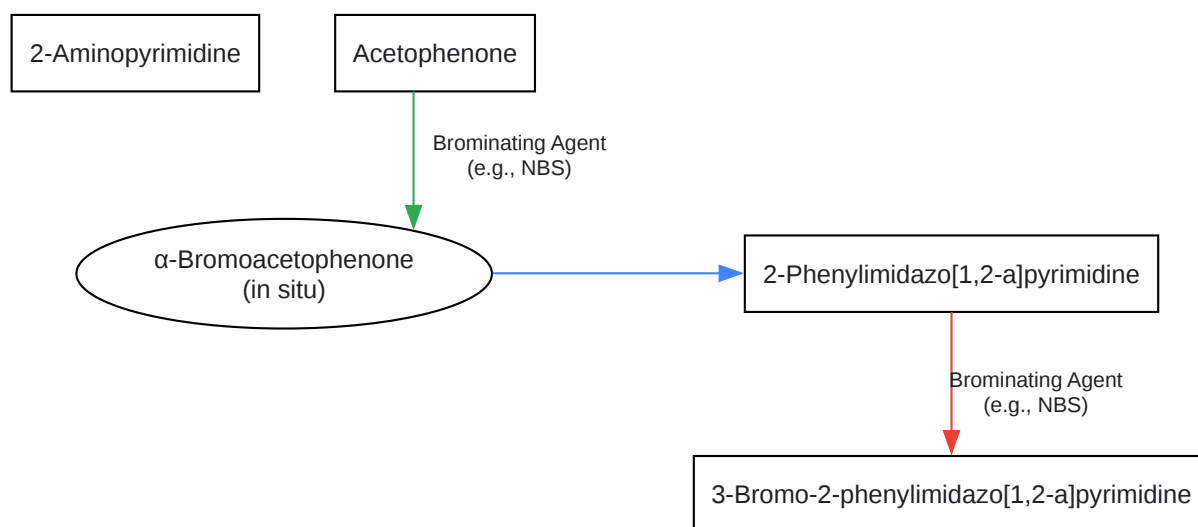 2-Aminopyrimidine
Acetophenone
Brominating Agent
(e.g., NBS)
α-Bromoacetophenone
(in situ)
2-Phenylimidazo[1,2-a]pyrimidine
Brominating Agent
(e.g., NBS)
3-Bromo-2-phenylimidazo[1,2-a]pyrimidine